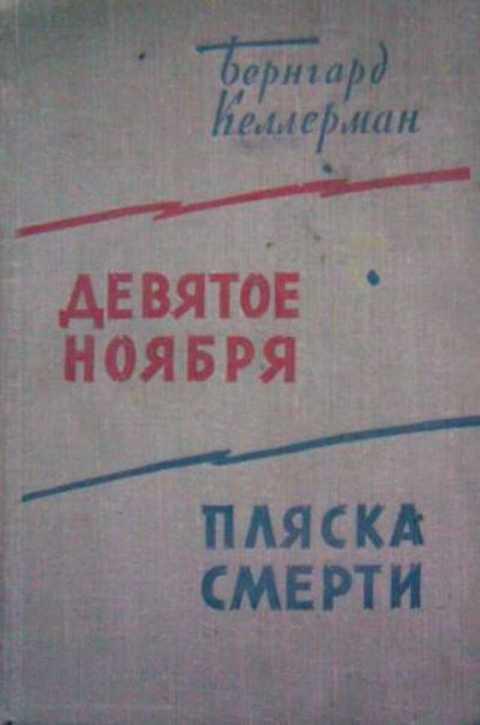 Бернгард
Келлерман
ДЕВЯТОЕ
НОЯБРЯ
ПЛЯСКА
СМЕРТИ